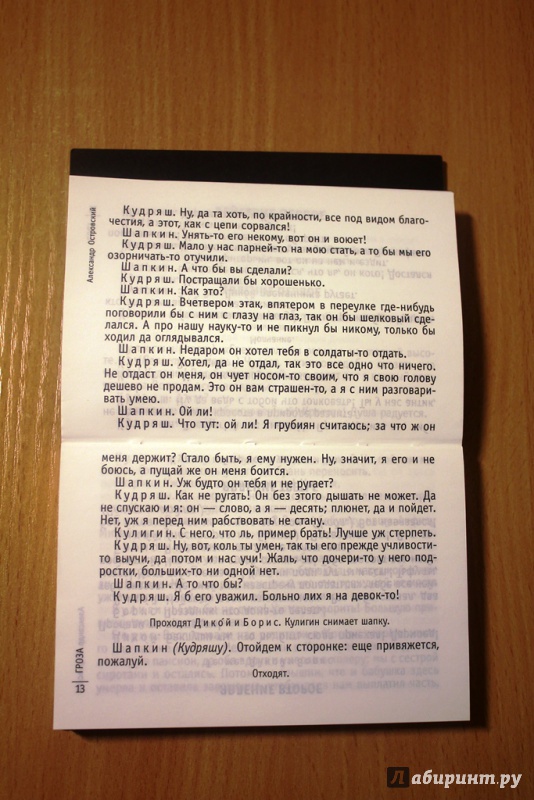 Александр Островский
Кудряш. Ну, да та хоть, по крайности, все под видом благо-
честия, а этот, как с цепи сорвался!
Шапкин. Унять-то его некому, вот он и воюет!
Кудряш. Мало у нас парней-то на мою стать, а то бы мы его
озорничать-то отучили.
Шапкин. А что бы вы сделали?
Кудряш. Постращали бы хорошенько.
Шапкин. Как это?
Кудряш. Вчетвером этак, впятером в переулке где-нибудь
поговорили бы с ним с глазу на глаз, так он бы шелковый сде-
лался. А про нашу науку-то и не пикнул бы никому, только бы
ходил да оглядывался.
Шапкин. Недаром он хотел тебя в солдаты-то отдать.
Кудряш. Хотел, да не отдал, так это все одно что ничего.
Не отдаст он меня, он чует носом-то своим, что я свою голову
дешево не продам. Это он вам страшен-то, а я с ним разговари-
вать умею.
Шапкин. Ой ли!
Кудряш. Что тут: ой ли! Я грубиян считаюсь; за что ж он
меня держит? Стало быть, я ему нужен. Ну, значит, я его и не
боюсь, а пущай же он меня боится.
Шапкин. Уж будто он тебя и не ругает?
Кудряш. Как не ругать! Он без этого дышать не может. Да
не спускаю и я: он — слово, а я — десять; плюнет, да и пойдет.
Нет, уж я перед ним рабствовать не стану.
Кулигин. С него, что ль, пример брать! Лучше уж стерпеть.
Кудряш. Ну, вот, коль ты умен, так ты его прежде учливости-
то выучи, да потом и нас учи! Жаль, что дочери-то у него под-
ростки, больших-то ни одной нет.
Шапкин. А то что бы?
Кудряш. Я б его уважил. Больно лих я на девок-то!
Проходят Дико́й и Борис. Кулигин снимает шапку.
Шапкин (Кудряшу). Отойдем к сторонке: еще привяжется,
пожалуй.
Отходят.
ГРОЗА
13
Лабиринт.ру